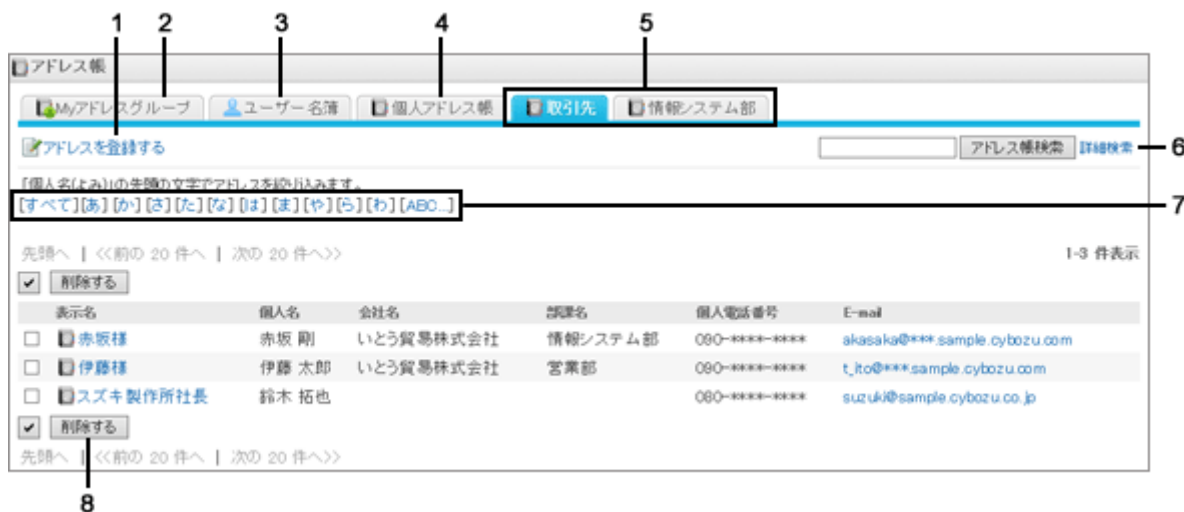 1 2 3 4 5
アドレス帳
Myアドレスグループ ユーザー名簿 個人アドレス帳 取引先 情報システム部
アドレスを登録する アドレス帳検索 詳細検索 6
「個人名(よみ)」の先頭の文字でアドレスを絞り込みます。
[すべて][あ][か][さ][た][な][は][ま][や][ら][わ][ABC...] 7
先頭へ | <<前の 20 件へ | 次の 20 件へ>> 1-3 件表示
削除する
表示名 個人名 会社名 部課名 個人電話番号 E-mail
赤坂様 赤坂 剛 いとう貿易株式会社 情報システム部 090-****-**** akasaka@***.sample.cybozu.com
伊藤様 伊藤 太郎 いとう貿易株式会社 営業部 090-****-**** t_ito@***.sample.cybozu.com
スズキ製作所社長 鈴木 拓也 080-****-**** suzuki@sample.cybozu.co.jp
削除する
先頭へ | <<前の 20 件へ | 次の 20 件へ>>
8